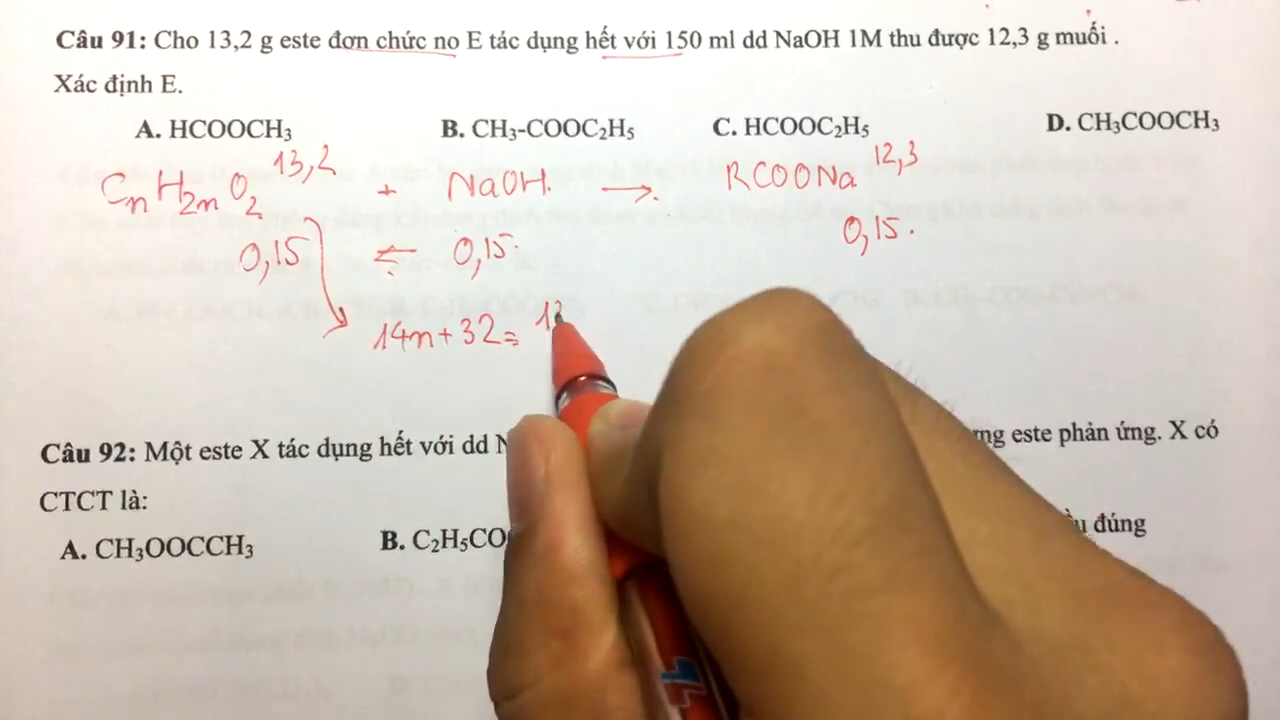 Câu 91: Cho 13,2 g este đơn chức no E tác dụng hết với 150 ml dd NaOH 1M thu được 12,3 g muối .
Xác định E.
A. HCOOCH₃ B. CH₃-COOC₂H₅ C. HCOOC₂H₅ D. CH₃COOCH₃
13,2 12,3
CnH2nO2 + NaOH. → RCOONa
0,15 ⇐ 0,15. 0,15.
14n+32=
Câu 92: Một este X tác dụng hết với dd ng este phản ứng. X có
CTCT là:
A. CH₃OOCCH₃ B. C₂H₅CO đúng